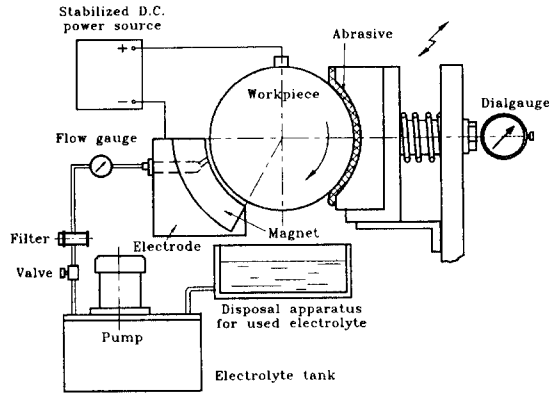 Stabilized D.C.
power source
+
−
Abrasive
Workpiece
Dialgauge
Flow gauge
Magnet
Electrode
Filter
Valve
Pump
Disposal apparatus
for used electrolyte
Electrolyte tank